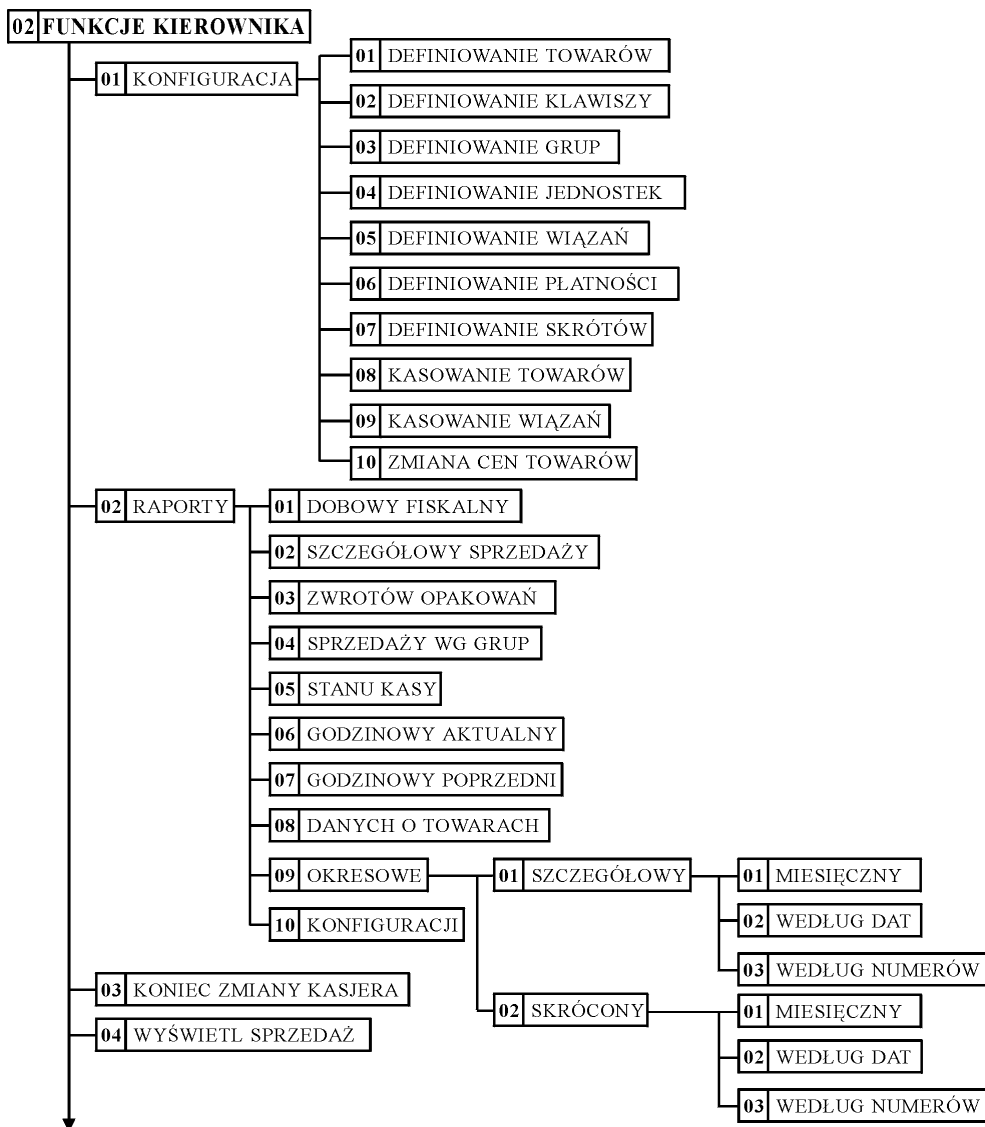 02 FUNKCJE KIEROWNIKA
01 KONFIGURACJA
01 DEFINIOWANIE TOWARÓW
02 DEFINIOWANIE KLAWISZY
03 DEFINIOWANIE GRUP
04 DEFINIOWANIE JEDNOSTEK
05 DEFINIOWANIE WIĄZAŃ
06 DEFINIOWANIE PŁATNOŚCI
07 DEFINIOWANIE SKRÓTÓW
08 KASOWANIE TOWARÓW
09 KASOWANIE WIĄZAŃ
10 ZMIANA CEN TOWARÓW
02 RAPORTY
01 DOBOWY FISKALNY
02 SZCZEGÓŁOWY SPRZEDAŻY
03 ZWROTÓW OPAKOWAŃ
04 SPRZEDAŻY WG GRUP
05 STANU KASY
06 GODZINOWY AKTUALNY
07 GODZINOWY POPRZEDNI
08 DANYCH O TOWARACH
09 OKRESOWE
01 SZCZEGÓŁOWY
01 MIESIĘCZNY
02 WEDŁUG DAT
03 WEDŁUG NUMERÓW
02 SKRÓCONY
01 MIESIĘCZNY
02 WEDŁUG DAT
03 WEDŁUG NUMERÓW
10 KONFIGURACJI
03 KONIEC ZMIANY KASJERA
04 WYŚWIETL SPRZEDAŻ